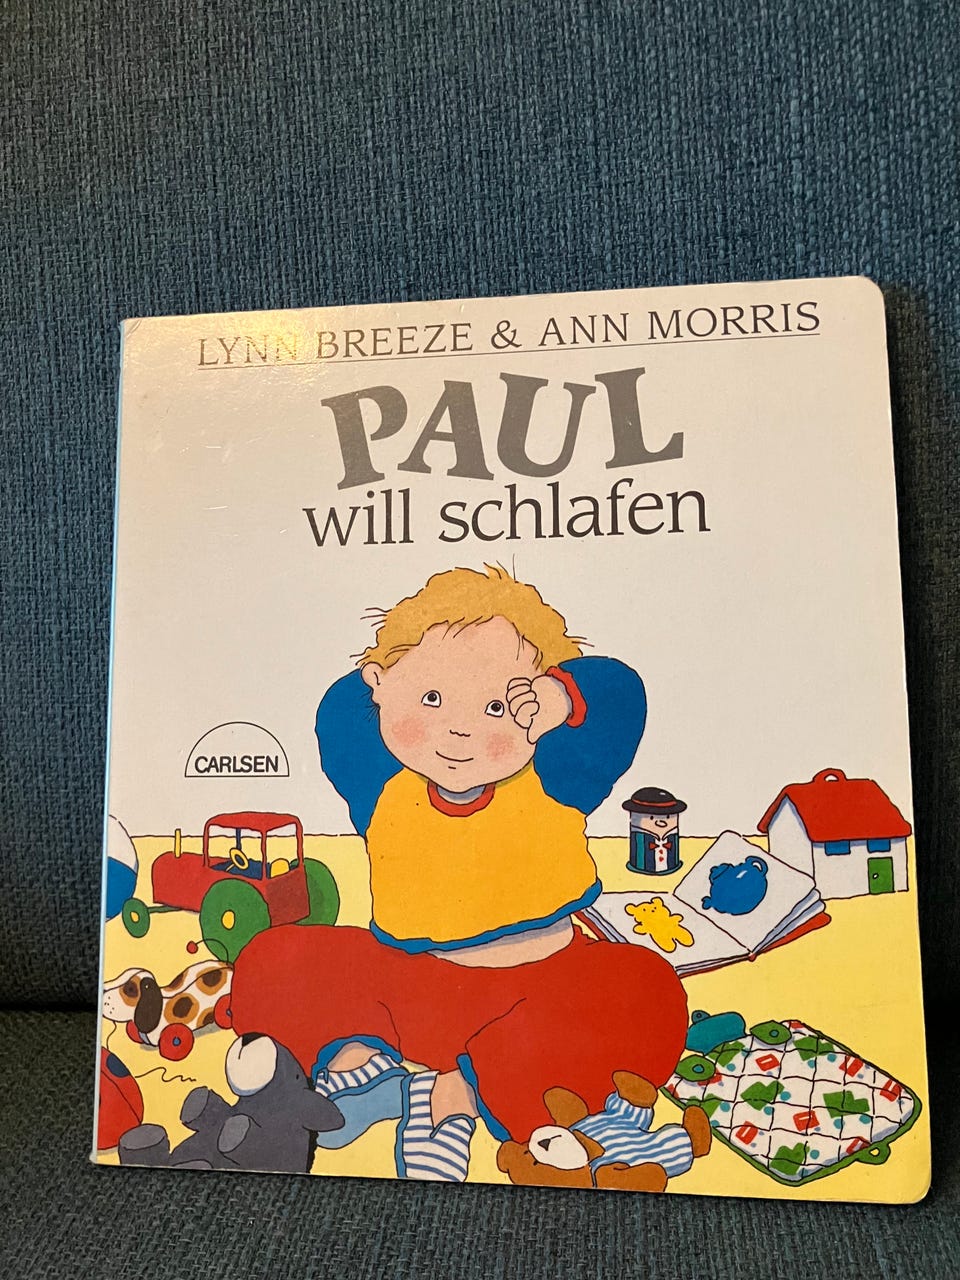 LYNN BREEZE & ANN MORRIS
PAUL
will schlafen
CARLSEN